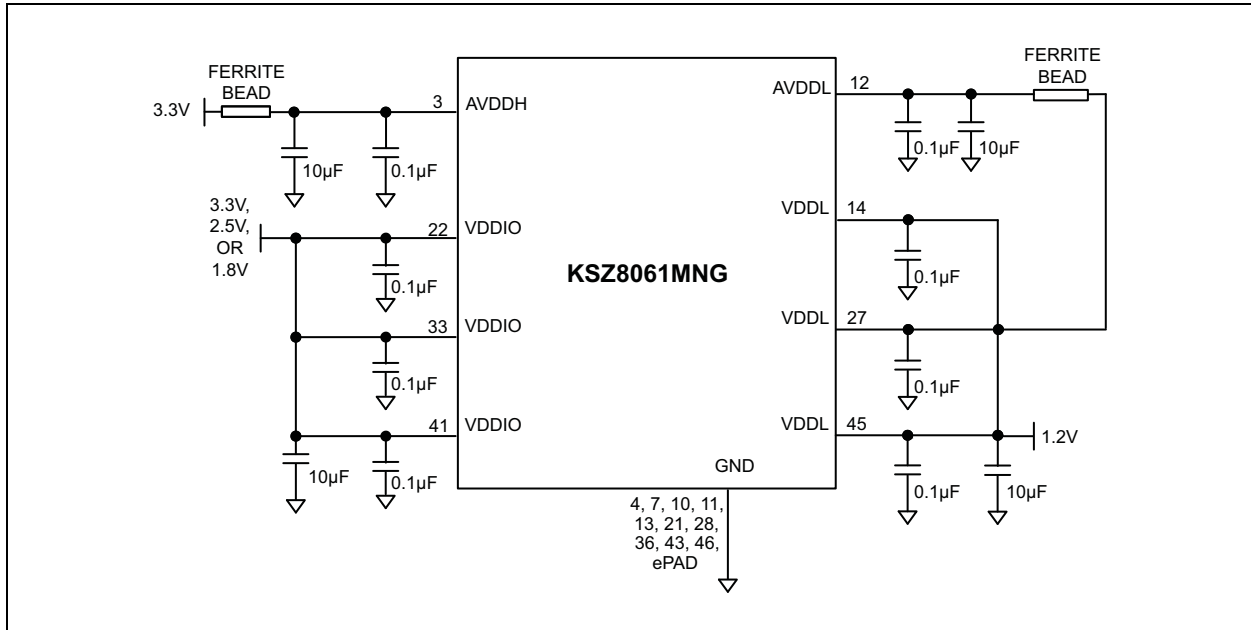 FERRITE
BEAD
3.3V
3
AVDDH
10µF
0.1µF
3.3V,
2.5V,
OR
1.8V
22
VDDIO
0.1µF
33
VDDIO
0.1µF
41
VDDIO
10µF
0.1µF
KSZ8061MNG
GND
4, 7, 10, 11,
13, 21, 28,
36, 43, 46,
ePAD
FERRITE
BEAD
AVDDL
12
0.1µF
10µF
VDDL
14
0.1µF
VDDL
27
0.1µF
VDDL
45
1.2V
0.1µF
10µF